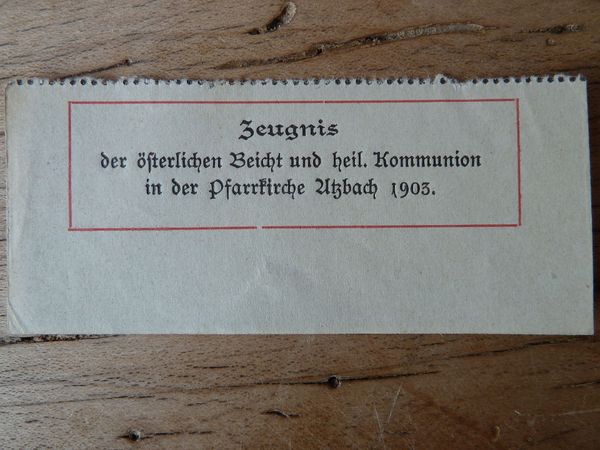 Zeugnis
der österlichen Beicht und heil. Kommunion
in der Pfarrkirche Atzbach 1903.